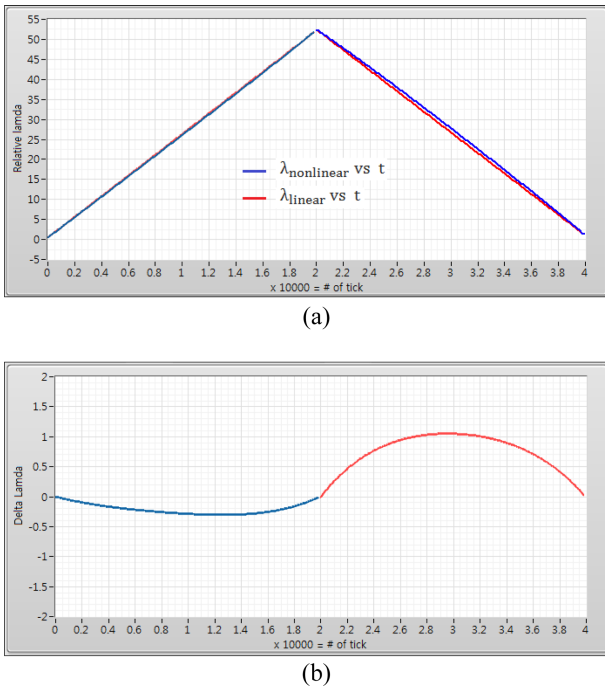 55
50
45
40
35
30
25
20
15
10
5
0
-5
Relative lamda
λnonlinear vs t
λlinear vs t
0 0.2 0.4 0.6 0.8 1 1.2 1.4 1.6 1.8 2 2.2 2.4 2.6 2.8 3 3.2 3.4 3.6 3.8 4
x 10000 = # of tick
(a)
2
1.5
1
0.5
0
-0.5
-1
-1.5
-2
Delta Lamda
0 0.2 0.4 0.6 0.8 1 1.2 1.4 1.6 1.8 2 2.2 2.4 2.6 2.8 3 3.2 3.4 3.6 3.8 4
x 10000 = # of tick
(b)